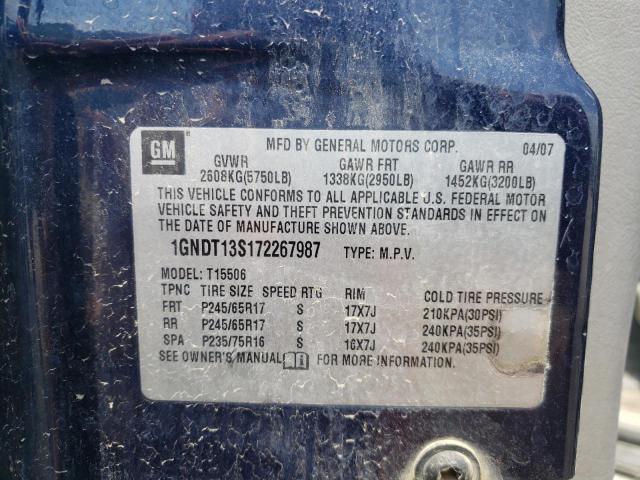 GM
MFD BY GENERAL MOTORS CORP. 04/07
GVWR GAWR FRT GAWR RR
2608KG(5750LB) 1338KG(2950LB) 1452KG(3200LB)
THIS VEHICLE CONFORMS TO ALL APPLICABLE U.S. FEDERAL MOTOR
VEHICLE SAFETY AND THEFT PREVENTION STANDARDS IN EFFECT ON
THE DATE OF MANUFACTURE SHOWN ABOVE.
1GNDT13S172267987 TYPE: M.P.V.
MODEL: T15506
TPNC TIRE SIZE SPEED RTG RIM COLD TIRE PRESSURE
FRT P245/65R17 S 17X7J 210KPA(30PSI)
RR P245/65R17 S 17X7J 240KPA(35PSI)
SPA P235/75R16 S 16X7J 240KPA(35PSI)
SEE OWNER'S MANUAL i FOR MORE INFORMATION.